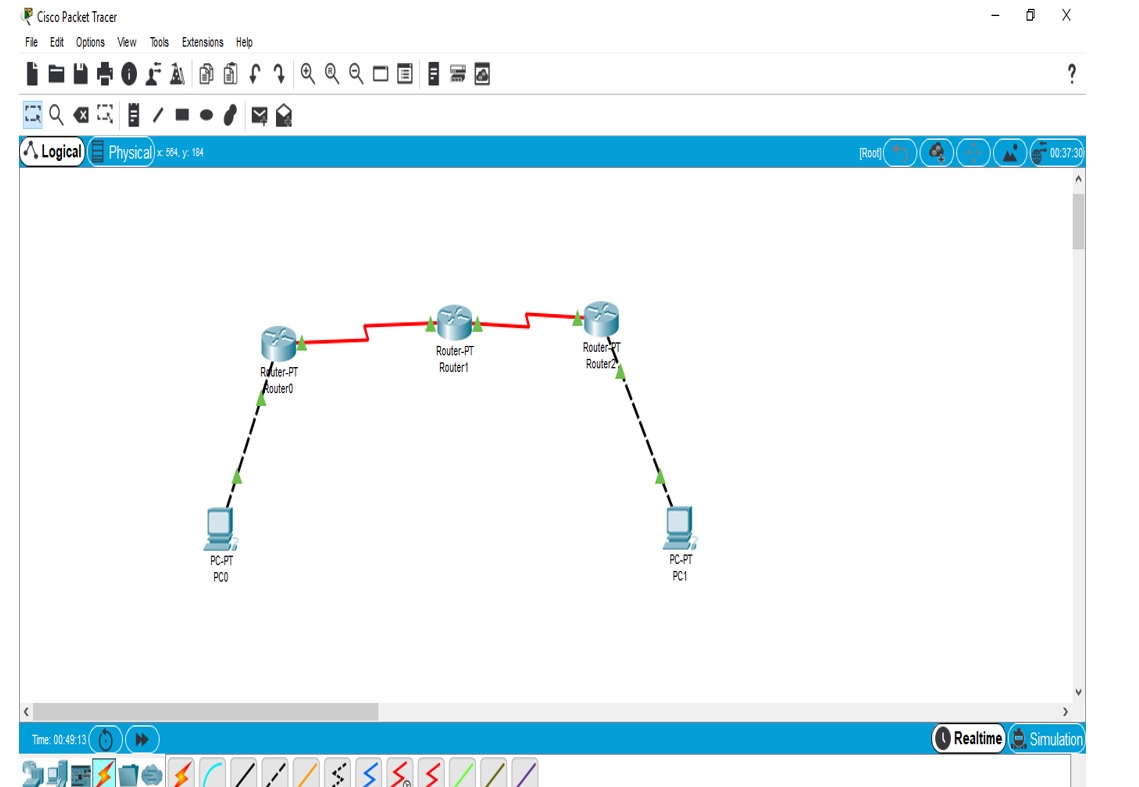 Cisco Packet Tracer
File Edit Options View Tools Extensions Help
?
Logical Physical x: 564, y: 184 [Root] 00:37:30
Router-PT
Router0
Router-PT
Router1
Router-PT
Router2
PC-PT
PC0
PC-PT
PC1
Time: 00:49:13 Realtime Simulation